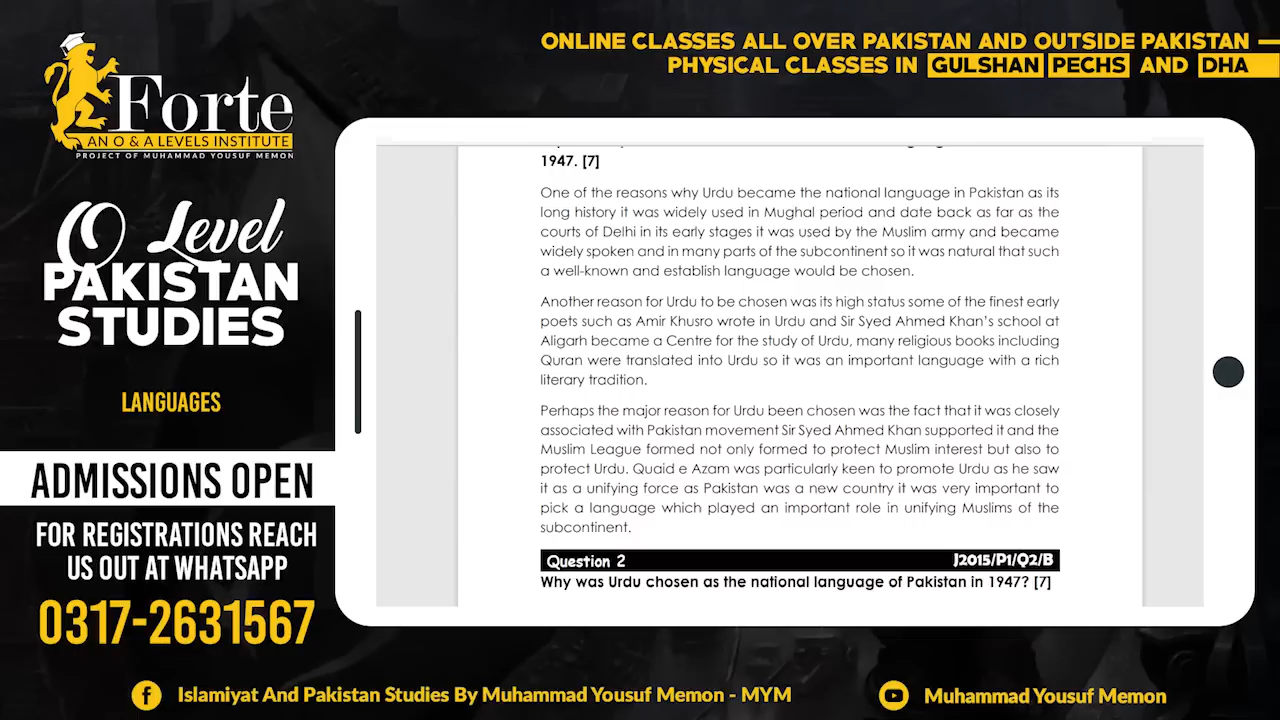 Forte
AN O & A LEVELS INSTITUTE
PROJECT OF MUHAMMAD YOUSUF MEMON
O Level
PAKISTAN
STUDIES
LANGUAGES
ADMISSIONS OPEN
FOR REGISTRATIONS REACH
US OUT AT WHATSAPP
0317-2631567
ONLINE CLASSES ALL OVER PAKISTAN AND OUTSIDE PAKISTAN
PHYSICAL CLASSES IN GULSHAN PECHS AND DHA
1947. [7]
One of the reasons why Urdu became the national language in Pakistan as its
long history it was widely used in Mughal period and date back as far as the
courts of Delhi in its early stages it was used by the Muslim army and became
widely spoken and in many parts of the subcontinent so it was natural that such
a well-known and establish language would be chosen.
Another reason for Urdu to be chosen was its high status some of the finest early
poets such as Amir Khusro wrote in Urdu and Sir Syed Ahmed Khan's school at
Aligarh became a Centre for the study of Urdu, many religious books including
Quran were translated into Urdu so it was an important language with a rich
literary tradition.
Perhaps the major reason for Urdu been chosen was the fact that it was closely
associated with Pakistan movement Sir Syed Ahmed Khan supported it and the
Muslim League formed not only formed to protect Muslim interest but also to
protect Urdu. Quaid e Azam was particularly keen to promote Urdu as he saw
it as a unifying force as Pakistan was a new country it was very important to
pick a language which played an important role in unifying Muslims of the
subcontinent.
Question 2 J2015/P1/Q2/B
Why was Urdu chosen as the national language of Pakistan in 1947? [7]
Islamiyat And Pakistan Studies By Muhammad Yousuf Memon - MYM
Muhammad Yousuf Memon